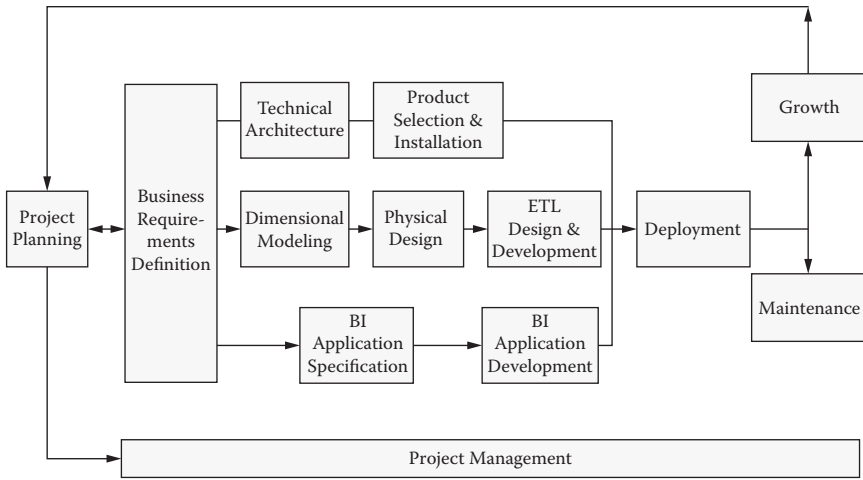 Project
Planning
Business
Require-
ments
Definition
Technical
Architecture
Product
Selection &
Installation
Dimensional
Modeling
Physical
Design
ETL
Design &
Development
BI
Application
Specification
BI
Application
Development
Deployment
Growth
Maintenance
Project Management